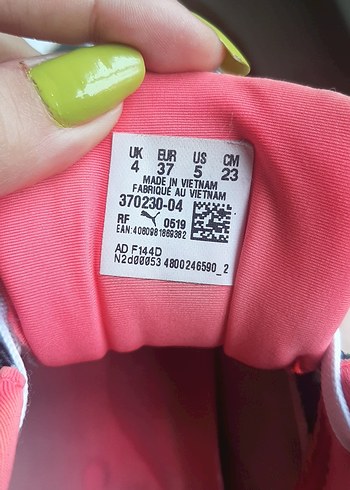 UK EUR US CM
4 37 5 23
MADE IN VIETNAM
FABRIQUÉ AU VIETNAM
370230-04
RF 0519
EAN:4060981869382
AD F144D
N2d00053 4800246590_2